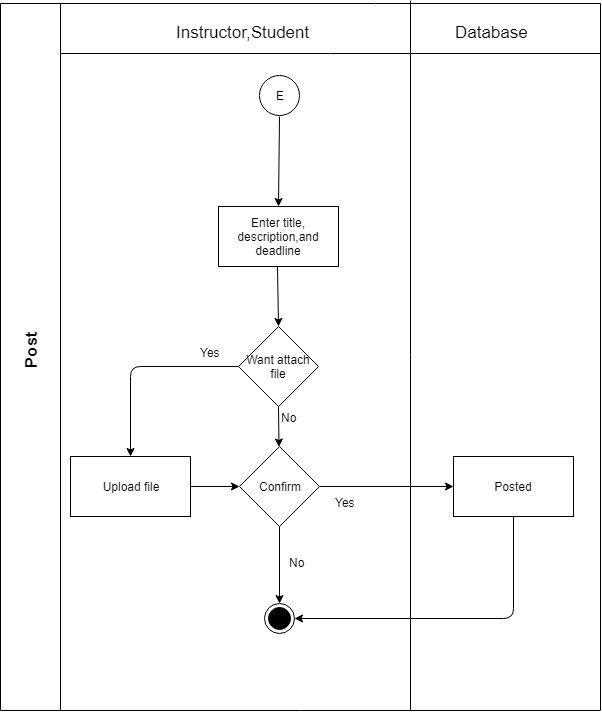 Instructor,Student
Database
Post
E
Enter title,
description,and
deadline
Want attach
file
Yes
No
Upload file
Confirm
Yes
Posted
No